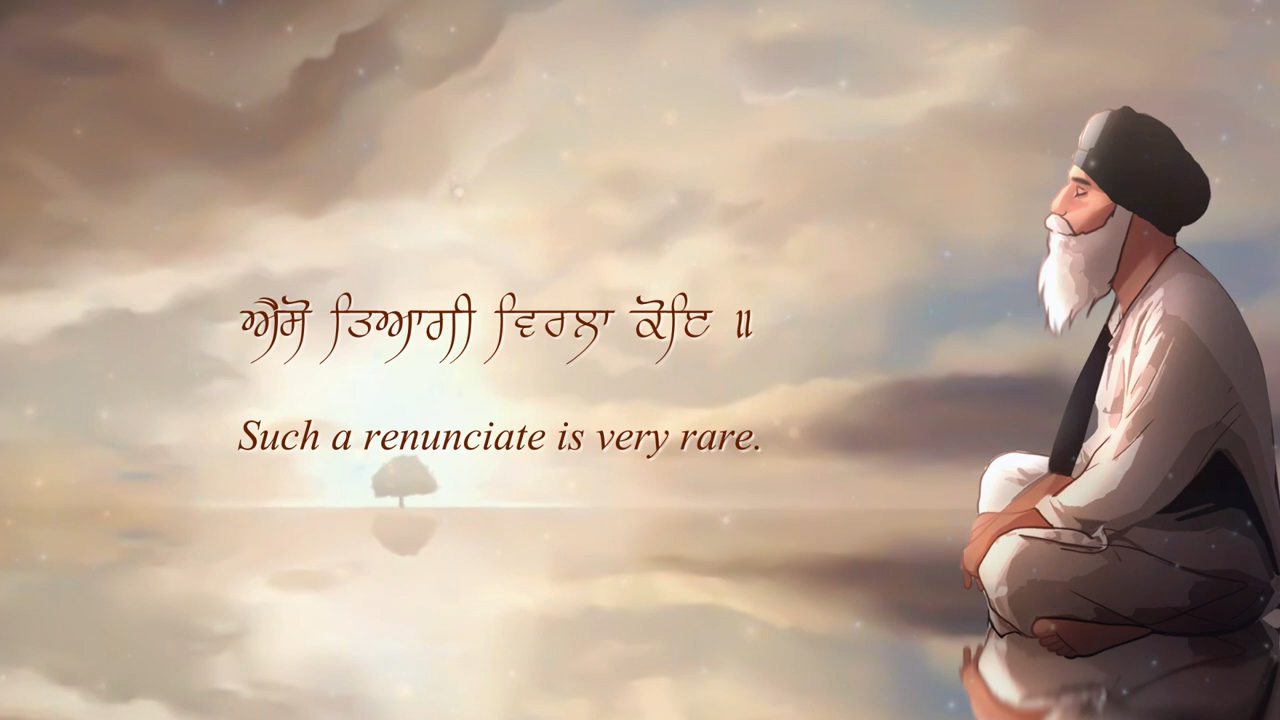 ਐਸੋ ਤਿਆਗੀ ਵਿਰਲਾ ਕੋਇ ॥
Such a renunciate is very rare.